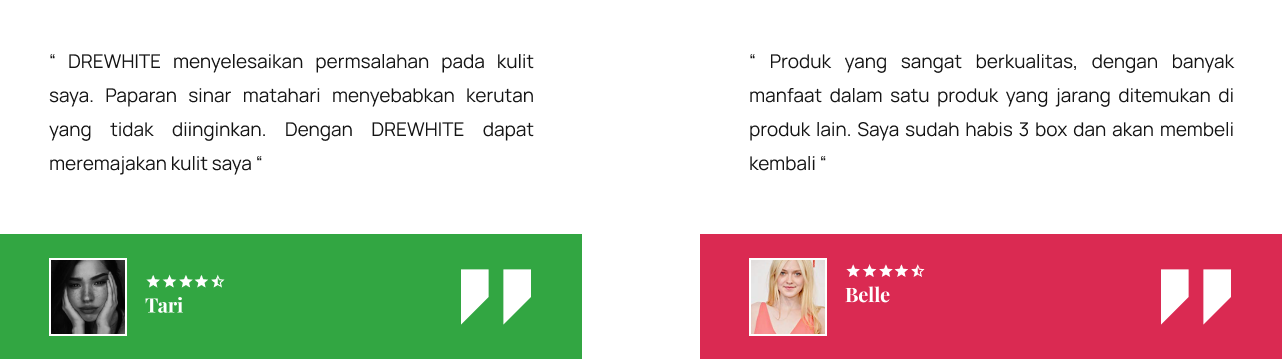 “ DREWHITE menyelesaikan permsalahan pada kulit
saya. Paparan sinar matahari menyebabkan kerutan
yang tidak diinginkan. Dengan DREWHITE dapat
meremajakan kulit saya “
Tari
“ Produk yang sangat berkualitas, dengan banyak
manfaat dalam satu produk yang jarang ditemukan di
produk lain. Saya sudah habis 3 box dan akan membeli
kembali “
Belle